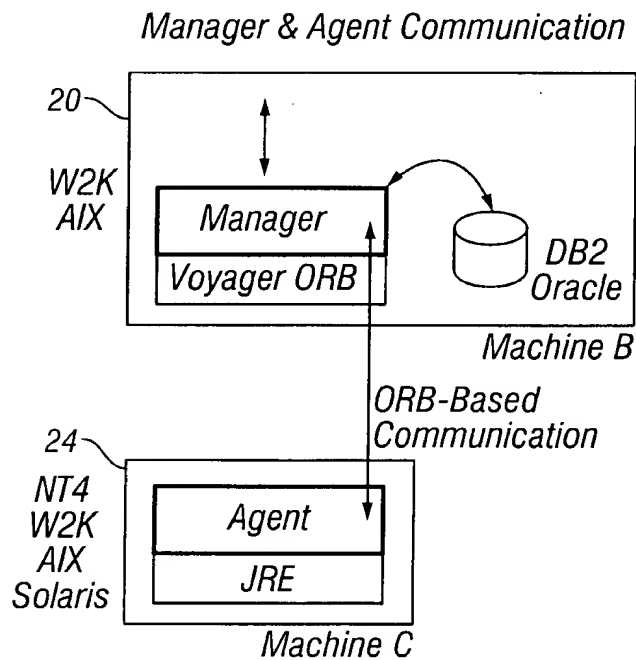 Manager & Agent Communication
20
W2K
AIX
Manager
Voyager ORB
DB2
Oracle
Machine B
ORB-Based
Communication
24
NT4
W2K
AIX
Solaris
Agent
JRE
Machine C